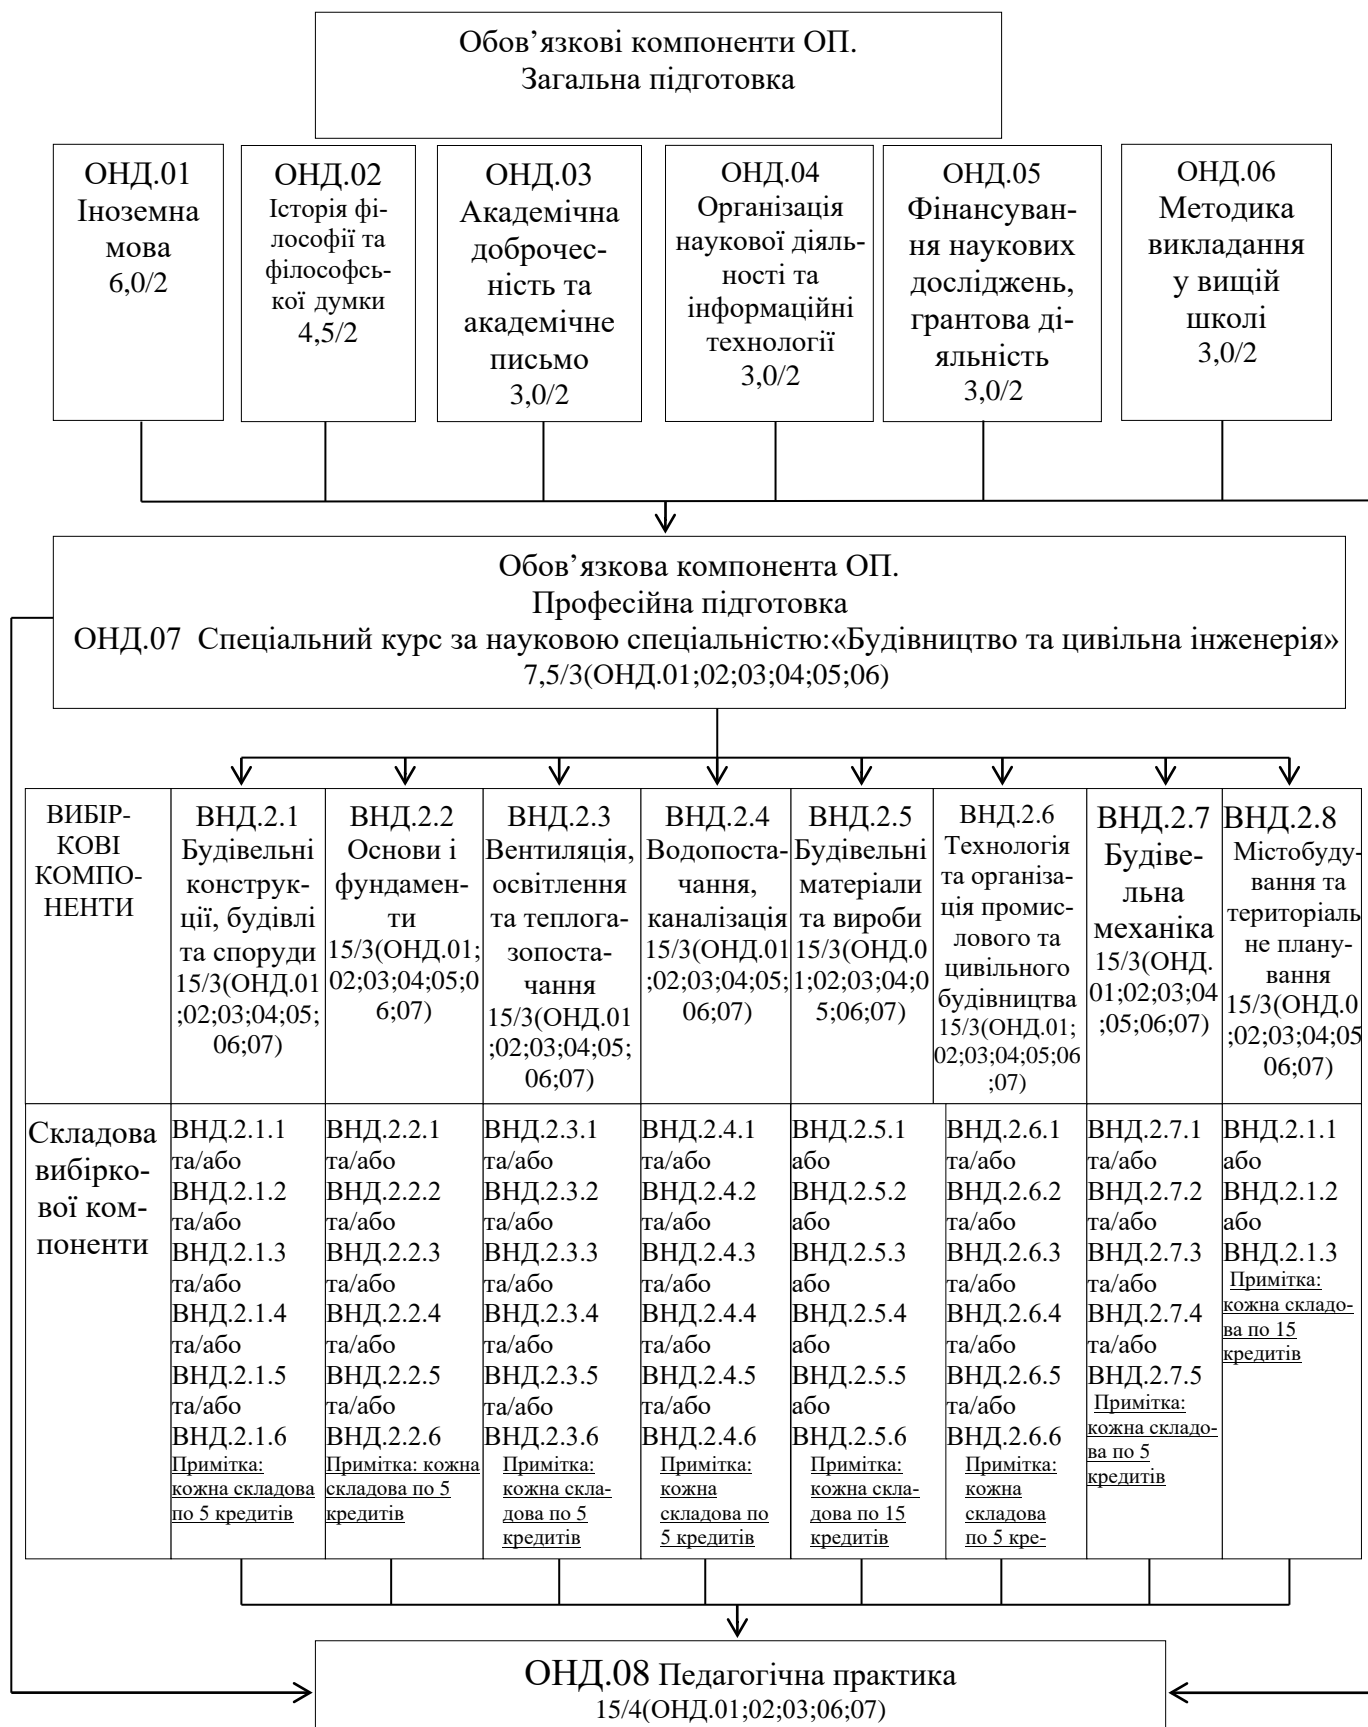 Обов’язкові компоненти ОП.
Загальна підготовка
ОНД.01
Іноземна
мова
6,0/2
ОНД.02
Історія фі-
лософії та
філософсь-
кої думки
4,5/2
ОНД.03
Академічна
доброчес-
ність та
академічне
письмо
3,0/2
ОНД.04
Організація
наукової діяль-
ності та
інформаційні
технології
3,0/2
ОНД.05
Фінансуван-
ня наукових
досліджень,
грантова ді-
яльність
3,0/2
ОНД.06
Методика
викладання
у вищій
школі
3,0/2
Обов’язкова компонента ОП.
Професійна підготовка
ОНД.07 Спеціальний курс за науковою спеціальністю:«Будівництво та цивільна інженерія»
7,5/3(ОНД.01;02;03;04;05;06)
ВИБІР-
КОВІ
КОМПО-
НЕНТИ
ВНД.2.1
Будівельні
конструк-
ції, будівлі
та споруди
15/3(ОНД.01
;02;03;04;05;
06;07)
ВНД.2.2
Основи і
фундамен-
ти
15/3(ОНД.01;
02;03;04;05;0
6;07)
ВНД.2.3
Вентиляція,
освітлення
та теплога-
зопоста-
чання
15/3(ОНД.01
;02;03;04;05;
06;07)
ВНД.2.4
Водопоста-
чання,
каналізація
15/3(ОНД.01
;02;03;04;05;
06;07)
ВНД.2.5
Будівельні
матеріали
та вироби
15/3(ОНД.0
1;02;03;04;0
5;06;07)
ВНД.2.6
Технологія
та організа-
ція промис-
лового та
цивільного
будівництва
15/3(ОНД.01;
02;03;04;05;06
;07)
ВНД.2.7
Будіве-
льна
механіка
15/3(ОНД.
01;02;03;04
;05;06;07)
ВНД.2.8
Містобуду-
вання та
територіаль
не плану-
вання
15/3(ОНД.0
;02;03;04;05
06;07)
Складова
вибірко-
вої ком-
поненти
ВНД.2.1.1
та/або
ВНД.2.1.2
та/або
ВНД.2.1.3
та/або
ВНД.2.1.4
та/або
ВНД.2.1.5
та/або
ВНД.2.1.6
Примітка:
кожна складова
по 5 кредитів
ВНД.2.2.1
та/або
ВНД.2.2.2
та/або
ВНД.2.2.3
та/або
ВНД.2.2.4
та/або
ВНД.2.2.5
та/або
ВНД.2.2.6
Примітка: кожна
складова по 5
кредитів
ВНД.2.3.1
та/або
ВНД.2.3.2
та/або
ВНД.2.3.3
та/або
ВНД.2.3.4
та/або
ВНД.2.3.5
та/або
ВНД.2.3.6
Примітка:
кожна скла-
дова по 5
кредитів
ВНД.2.4.1
та/або
ВНД.2.4.2
та/або
ВНД.2.4.3
та/або
ВНД.2.4.4
та/або
ВНД.2.4.5
та/або
ВНД.2.4.6
Примітка:
кожна
складова по
5 кредитів
ВНД.2.5.1
або
ВНД.2.5.2
або
ВНД.2.5.3
або
ВНД.2.5.4
або
ВНД.2.5.5
або
ВНД.2.5.6
Примітка:
кожна скла-
дова по 15
кредитів
ВНД.2.6.1
та/або
ВНД.2.6.2
та/або
ВНД.2.6.3
та/або
ВНД.2.6.4
та/або
ВНД.2.6.5
та/або
ВНД.2.6.6
Примітка:
кожна
складова
по 5 кре-
ВНД.2.7.1
та/або
ВНД.2.7.2
та/або
ВНД.2.7.3
та/або
ВНД.2.7.4
та/або
ВНД.2.7.5
Примітка:
кожна складо-
ва по 5
кредитів
ВНД.2.1.1
або
ВНД.2.1.2
або
ВНД.2.1.3
Примітка:
кожна складо-
ва по 15
кредитів
ОНД.08 Педагогічна практика
15/4(ОНД.01;02;03;06;07)